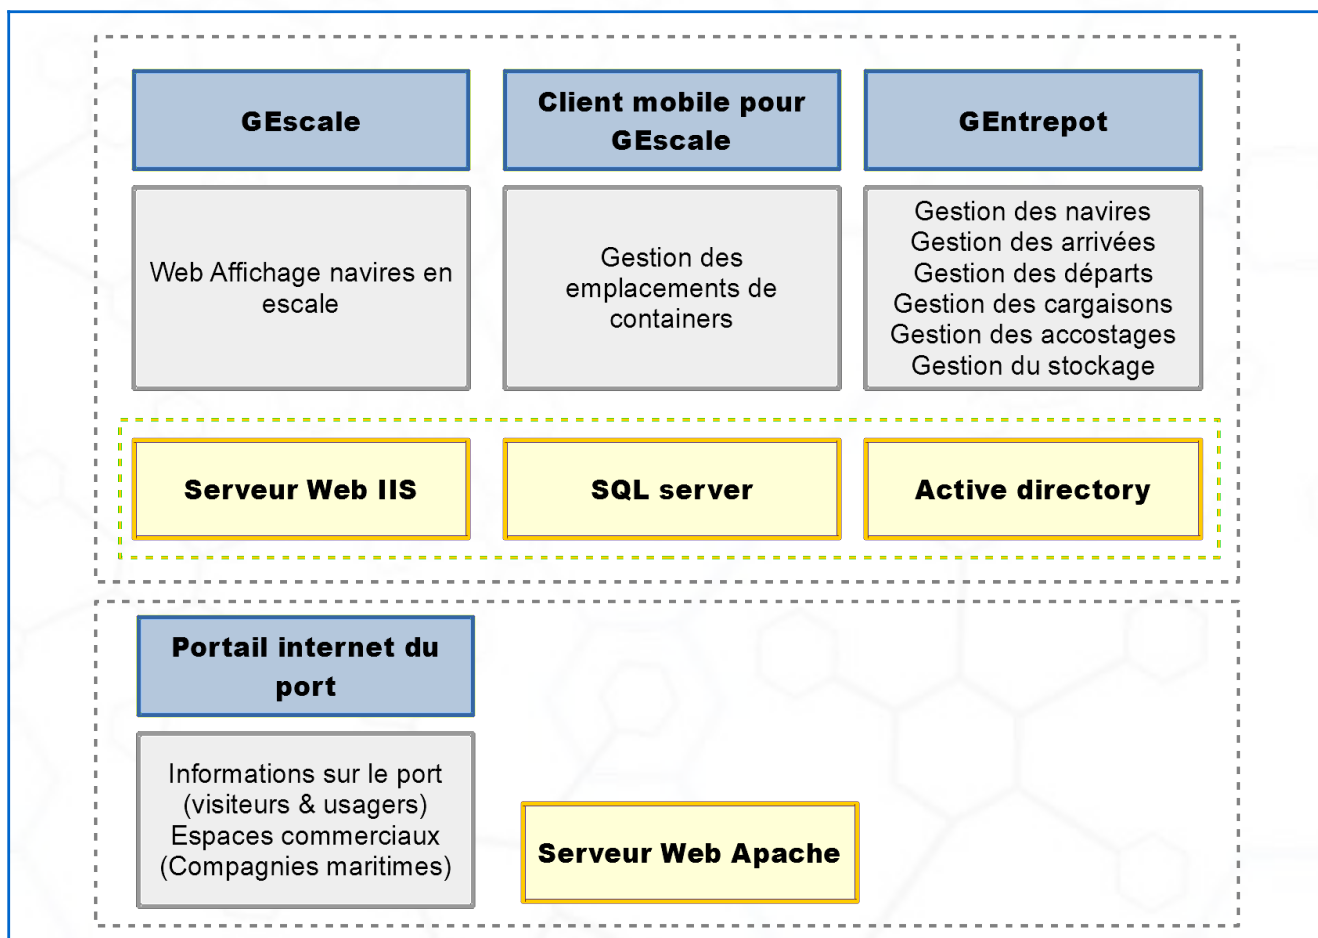 GEscale
Client mobile pour
GEscale
GEntrepot
Web Affichage navires en
escale
Gestion des
emplacements de
containers
Gestion des navires
Gestion des arrivées
Gestion des départs
Gestion des cargaisons
Gestion des accostages
Gestion du stockage
Serveur Web IIS
SQL server
Active directory
Portail internet du
port
Informations sur le port
(visiteurs & usagers)
Espaces commerciaux
(Compagnies maritimes)
Serveur Web Apache